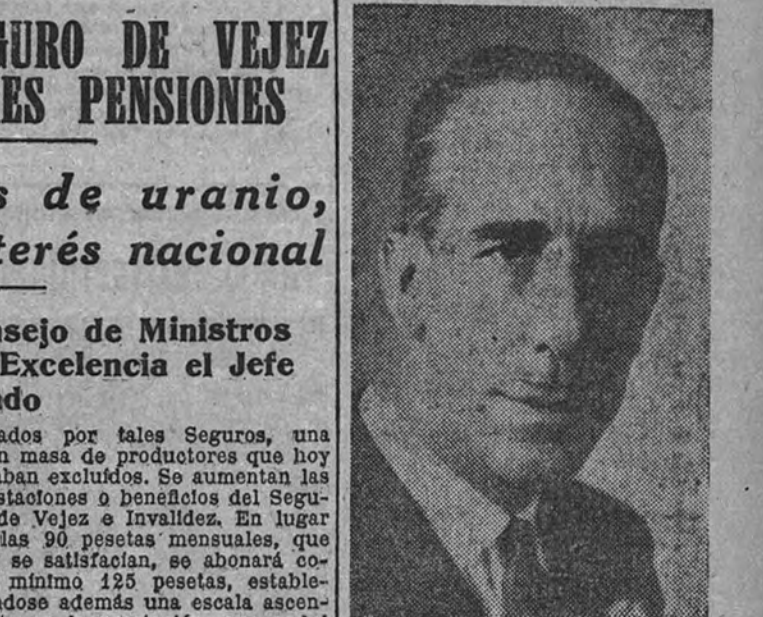 GURO DE VEJEZ
ES PENSIONES
s de uranio,
terés nacional
nsejo de Ministros
Excelencia el Jefe
ado
ados por tales Seguros, una
n masa de productores que hoy
aban excluídos. Se aumentan las
staciones o beneficios del Segu-
de Vejez e Invalidez. En lugar
las 90 pesetas mensuales, que
se satisfacían, se abonará co-
mínimo 125 pesetas, estable-
ndose además una escala ascen-